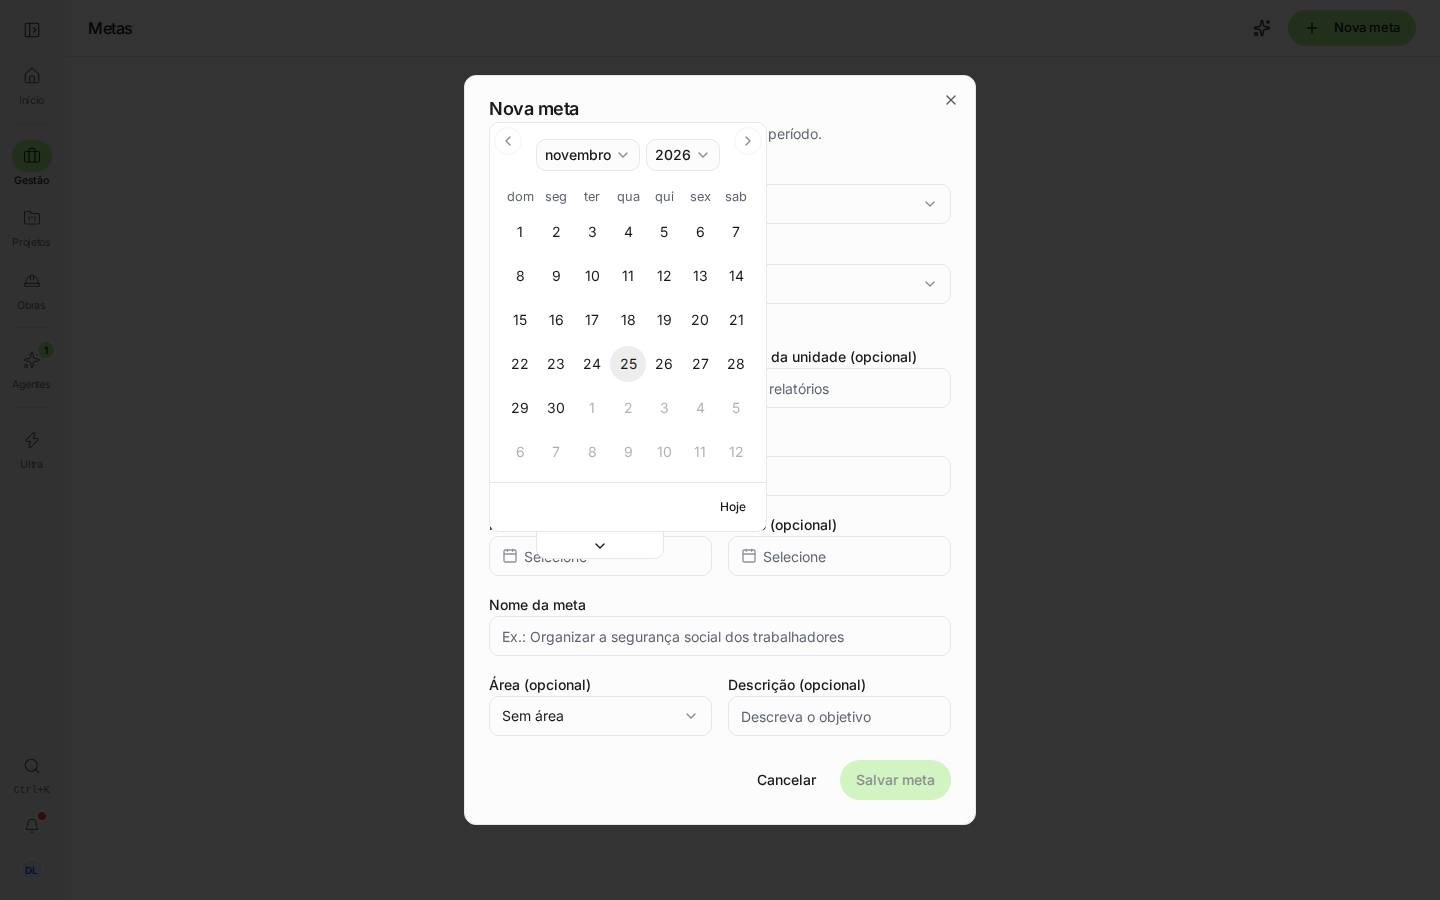 Metas
Nova meta
Início
Gestão
Projetos
Obras
1
Agentes
Ultra
Ctrl+K
DL
Nova meta
período.
novembro
2026
dom seg ter qua qui sex sab
1 2 3 4 5 6 7
8 9 10 11 12 13 14
15 16 17 18 19 20 21
22 23 24 25 26 27 28
29 30 1 2 3 4 5
6 7 8 9 10 11 12
Hoje
da unidade (opcional)
relatórios
(opcional)
Selecione
Selecione
Nome da meta
Ex.: Organizar a segurança social dos trabalhadores
Área (opcional)
Descrição (opcional)
Sem área
Descreva o objetivo
Cancelar
Salvar meta